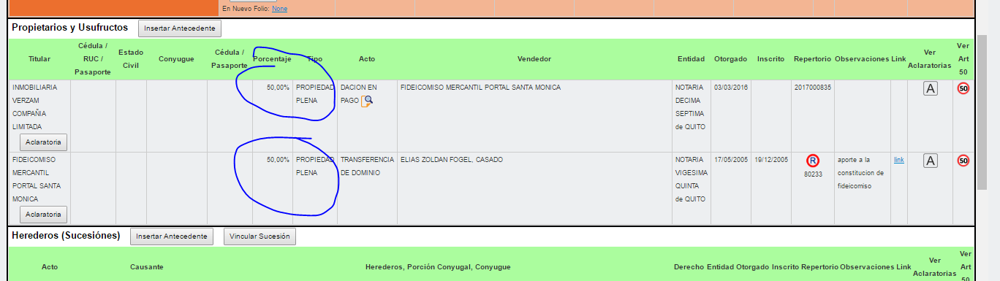 En Nuevo Folio: None
Propietarios y Usufructos Insertar Antecedente
Titular Cédula / RUC / Pasaporte Estado Civil Conyugue Cédula / Pasaporte Porcentaje Tipo Acto Vendedor Entidad Otorgado Inscrito Repertorio Observaciones Link Ver Aclaratorias Ver Art 50
INMOBILIARIA 50,00% PROPIEDAD DACION EN FIDEICOMISO MERCANTIL PORTAL SANTA MONICA NOTARIA 03/03/2016 2017000835 A 50
VERZAM PLENA PAGO DECIMA
COMPAÑIA SEPTIMA
LIMITADA de QUITO
Aclaratoria
FIDEICOMISO 50,00% PROPIEDAD TRANSFERENCIA ELIAS ZOLDAN FOGEL, CASADO NOTARIA 17/05/2005 19/12/2005 R aporte a la link A 50
MERCANTIL PLENA DE DOMINIO VIGESIMA 80233 constitucion de
PORTAL SANTA QUINTA fideicomiso
MONICA de QUITO
Aclaratoria
Herederos (Sucesiónes) Insertar Antecedente Vincular Sucesión
Acto Causante Herederos, Porción Conyugal, Conyugue Derecho Entidad Otorgado Inscrito Repertorio Observaciones Link Ver Aclaratorias Ver Art 50